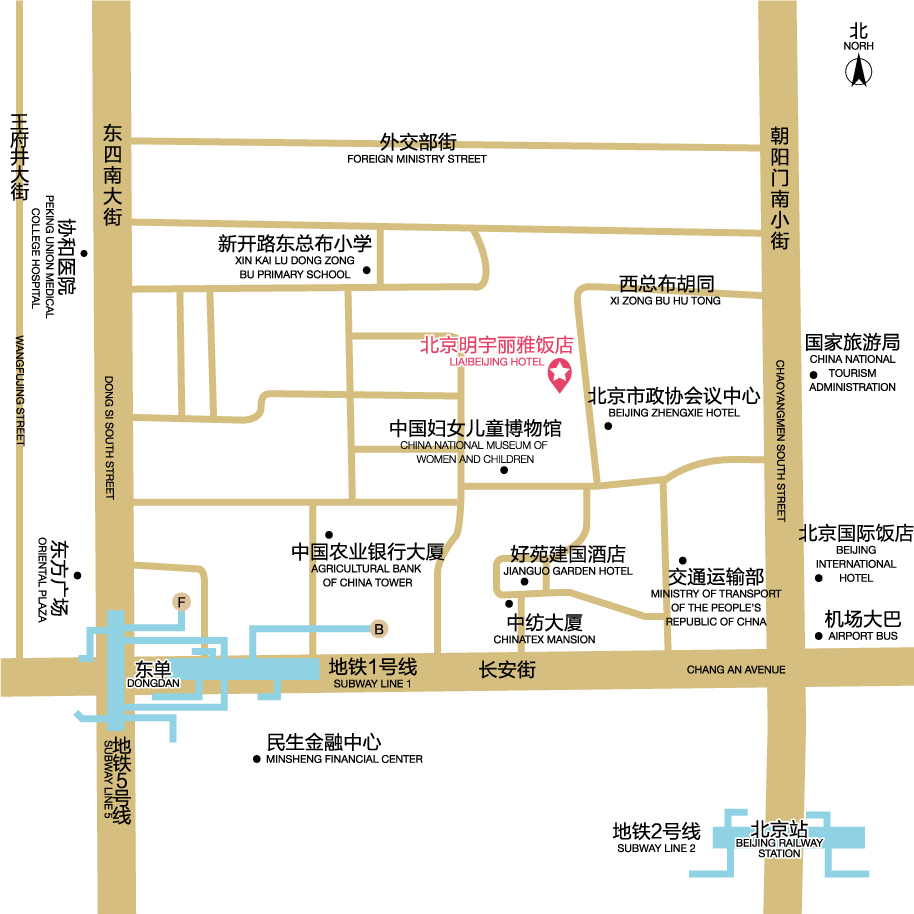 北
NORH
王府井大街
WANGFUJING STREET
东四南大街
DONG SI SOUTH STREET
外交部街
FOREIGN MINISTRY STREET
朝阳门南小街
CHAOYANGMEN SOUTH STREET
协和医院
PEKING UNION MEDICAL
COLLEGE HOSPITAL
新开路东总布小学
XIN KAI LU DONG ZONG
BU PRIMARY SCHOOL
西总布胡同
XI ZONG BU HU TONG
北京明宇丽雅饭店
LIA!BEIJING HOTEL
国家旅游局
CHINA NATIONAL
TOURISM
ADMINISTRATION
北京市政协会议中心
BEIJING ZHENGXIE HOTEL
中国妇女儿童博物馆
CHINA NATIONAL MUSEUM OF
WOMEN AND CHILDREN
东方广场
ORIENTAL PLAZA
中国农业银行大厦
AGRICULTURAL BANK
OF CHINA TOWER
好苑建国酒店
JIANGUO GARDEN HOTEL
北京国际饭店
BEIJING
INTERNATIONAL
HOTEL
交通运输部
MINISTRY OF TRANSPORT
OF THE PEOPLE'S
REPUBLIC OF CHNA
中纺大厦
CHINATEX MANSION
机场大巴
AIRPORT BUS
F
B
东单
DONGDAN
地铁1号线
SUBWAY LINE 1
长安街
CHANG AN AVENUE
地铁5号线
SUBWAY LINE 5
民生金融中心
MINSHENG FINANCIAL CENTER
地铁2号线
SUBWAY LINE 2
北京站
BEIJING RAILWAY
STATION